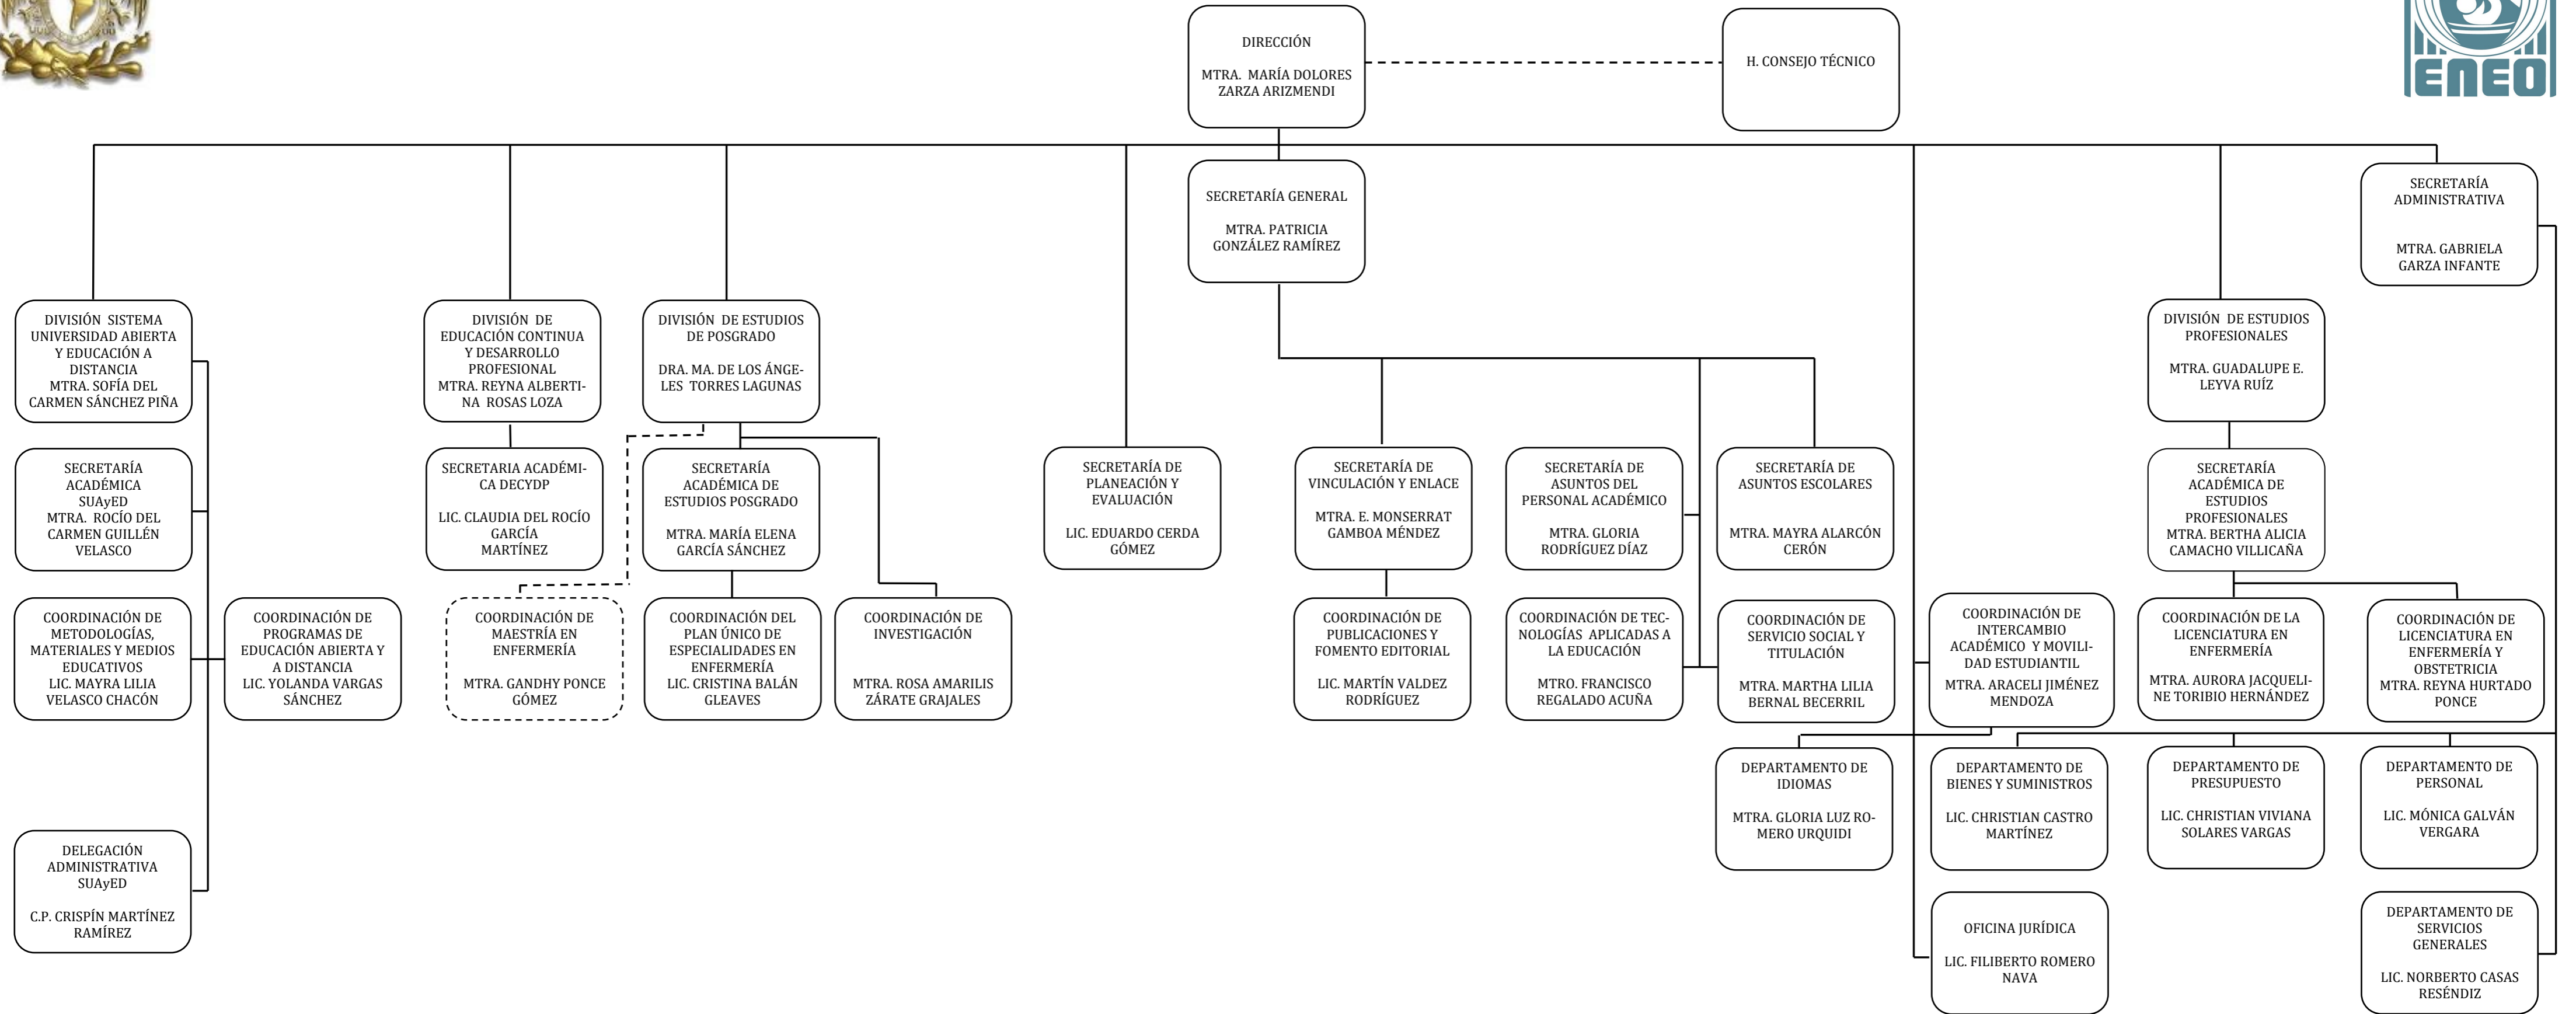 DIRECCIÓN
MTRA. MARÍA DOLORES
ZARZA ARIZMENDI
H. CONSEJO TÉCNICO
ENEO
SECRETARÍA GENERAL
MTRA. PATRICIA
GONZÁLEZ RAMÍREZ
SECRETARÍA
ADMINISTRATIVA
MTRA. GABRIELA
GARZA INFANTE
DIVISIÓN SISTEMA
UNIVERSIDAD ABIERTA
Y EDUCACIÓN A
DISTANCIA
MTRA. SOFÍA DEL
CARMEN SÁNCHEZ PIÑA
DIVISIÓN DE
EDUCACIÓN CONTINUA
Y DESARROLLO
PROFESIONAL
MTRA. REYNA ALBERTI-
NA ROSAS LOZA
DIVISIÓN DE ESTUDIOS
DE POSGRADO
DRA. MA. DE LOS ÁNGE-
LES TORRES LAGUNAS
DIVISIÓN DE ESTUDIOS
PROFESIONALES
MTRA. GUADALUPE E.
LEYVA RUÍZ
SECRETARÍA
ACADÉMICA
SUAyED
MTRA. ROCÍO DEL
CARMEN GUILLÉN
VELASCO
SECRETARIA ACADÉMI-
CA DECYDP
LIC. CLAUDIA DEL ROCÍO
GARCÍA
MARTÍNEZ
SECRETARÍA
ACADÉMICA DE
ESTUDIOS POSGRADO
MTRA. MARÍA ELENA
GARCÍA SÁNCHEZ
SECRETARÍA DE
PLANEACIÓN Y
EVALUACIÓN
LIC. EDUARDO CERDA
GÓMEZ
SECRETARÍA DE
VINCULACIÓN Y ENLACE
MTRA. E. MONSERRAT
GAMBOA MÉNDEZ
SECRETARÍA DE
ASUNTOS DEL
PERSONAL ACADÉMICO
MTRA. GLORIA
RODRÍGUEZ DÍAZ
SECRETARÍA DE
ASUNTOS ESCOLARES
MTRA. MAYRA ALARCÓN
CERÓN
SECRETARÍA
ACADÉMICA DE
ESTUDIOS
PROFESIONALES
MTRA. BERTHA ALICIA
CAMACHO VILLICAÑA
COORDINACIÓN DE
METODOLOGÍAS,
MATERIALES Y MEDIOS
EDUCATIVOS
LIC. MAYRA LILIA
VELASCO CHACÓN
COORDINACIÓN DE
PROGRAMAS DE
EDUCACIÓN ABIERTA Y
A DISTANCIA
LIC. YOLANDA VARGAS
SÁNCHEZ
COORDINACIÓN DE
MAESTRÍA EN
ENFERMERÍA
MTRA. GANDHY PONCE
GÓMEZ
COORDINACIÓN DEL
PLAN ÚNICO DE
ESPECIALIDADES EN
ENFERMERÍA
LIC. CRISTINA BALÁN
GLEAVES
COORDINACIÓN DE
INVESTIGACIÓN
MTRA. ROSA AMARILIS
ZÁRATE GRAJALES
COORDINACIÓN DE
PUBLICACIONES Y
FOMENTO EDITORIAL
LIC. MARTÍN VALDEZ
RODRÍGUEZ
COORDINACIÓN DE TEC-
NOLOGÍAS APLICADAS A
LA EDUCACIÓN
MTRO. FRANCISCO
REGALADO ACUÑA
COORDINACIÓN DE
SERVICIO SOCIAL Y
TITULACIÓN
MTRA. MARTHA LILIA
BERNAL BECERRIL
COORDINACIÓN DE
INTERCAMBIO
ACADÉMICO Y MOVILI-
DAD ESTUDIANTIL
MTRA. ARACELI JIMÉNEZ
MENDOZA
COORDINACIÓN DE LA
LICENCIATURA EN
ENFERMERÍA
MTRA. AURORA JACQUELI-
NE TORIBIO HERNÁNDEZ
COORDINACIÓN DE
LICENCIATURA EN
ENFERMERÍA Y
OBSTETRICIA
MTRA. REYNA HURTADO
PONCE
DEPARTAMENTO DE
IDIOMAS
MTRA. GLORIA LUZ RO-
MERO URQUIDI
DEPARTAMENTO DE
BIENES Y SUMINISTROS
LIC. CHRISTIAN CASTRO
MARTÍNEZ
DEPARTAMENTO DE
PRESUPUESTO
LIC. CHRISTIAN VIVIANA
SOLARES VARGAS
DEPARTAMENTO DE
PERSONAL
LIC. MÓNICA GALVÁN
VERGARA
DELEGACIÓN
ADMINISTRATIVA
SUAyED
C.P. CRISPÍN MARTÍNEZ
RAMÍREZ
OFICINA JURÍDICA
LIC. FILIBERTO ROMERO
NAVA
DEPARTAMENTO DE
SERVICIOS
GENERALES
LIC. NORBERTO CASAS
RESÉNDIZ